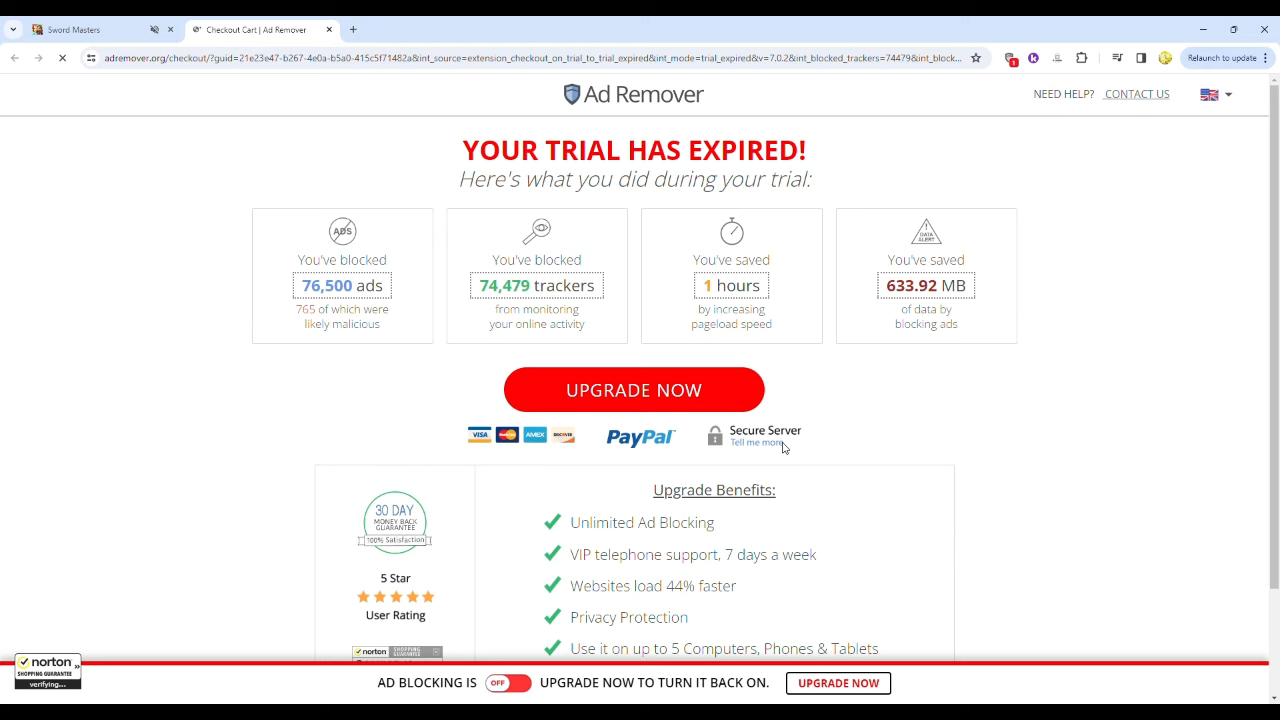 Sword Masters
Checkout Cart | Ad Remover
adremover.org/checkout/?guid=21e23e47-b267-4e0a-b5a0-415c5f71482a&int_source=extension_checkout_on_trial_to_trial_expired&int_mode=trial_expired&v=7.0.2&int_blocked_trackers=74479&int_block...
1
Relaunch to update
Ad Remover
NEED HELP? CONTACT US
YOUR TRIAL HAS EXPIRED!
Here's what you did during your trial:
ADS
You've blocked
76,500 ads
765 of which were
likely malicious
You've blocked
74,479 trackers
from monitoring
your online activity
You've saved
1 hours
by increasing
pageload speed
DATA
ALERT
You've saved
633.92 MB
of data by
blocking ads
UPGRADE NOW
VISA MasterCard AMEX DISCOVER
PayPal
Secure Server
Tell me more
30 DAY
MONEY BACK
GUARANTEE
100% Satisfaction
5 Star
User Rating
norton SHOPPING
GUARANTEE
Upgrade Benefits:
Unlimited Ad Blocking
VIP telephone support, 7 days a week
Websites load 44% faster
Privacy Protection
Use it on up to 5 Computers, Phones & Tablets
norton
SHOPPING GUARANTEE
verifying...
AD BLOCKING IS OFF UPGRADE NOW TO TURN IT BACK ON. UPGRADE NOW